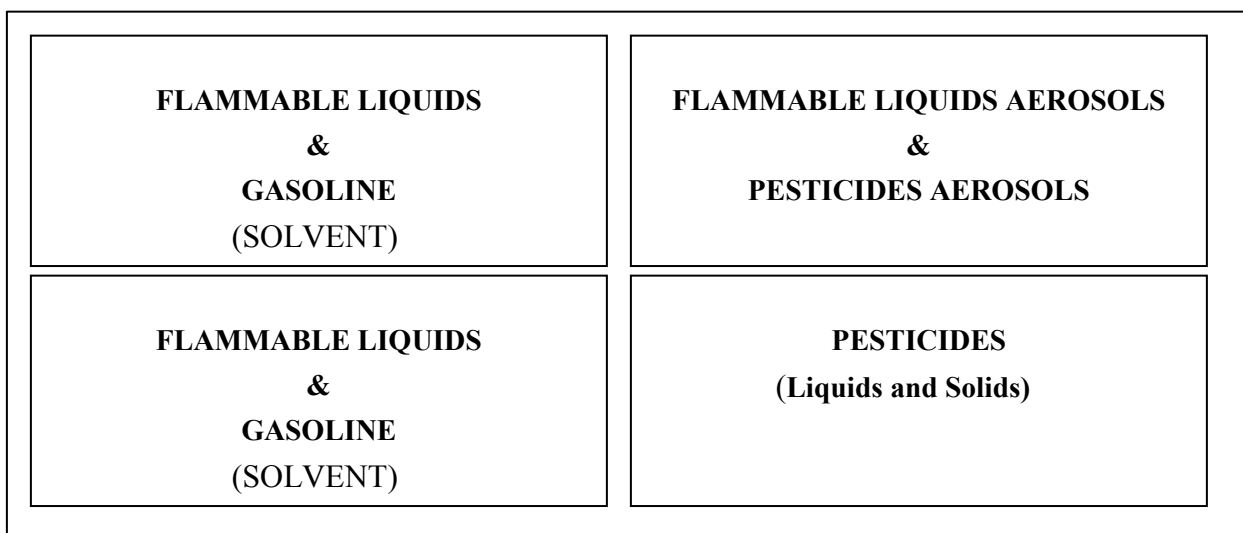 FLAMMABLE LIQUIDS
&
GASOLINE
(SOLVENT)
FLAMMABLE LIQUIDS AEROSOLS
&
PESTICIDES AEROSOLS
FLAMMABLE LIQUIDS
&
GASOLINE
(SOLVENT)
PESTICIDES
(Liquids and Solids)